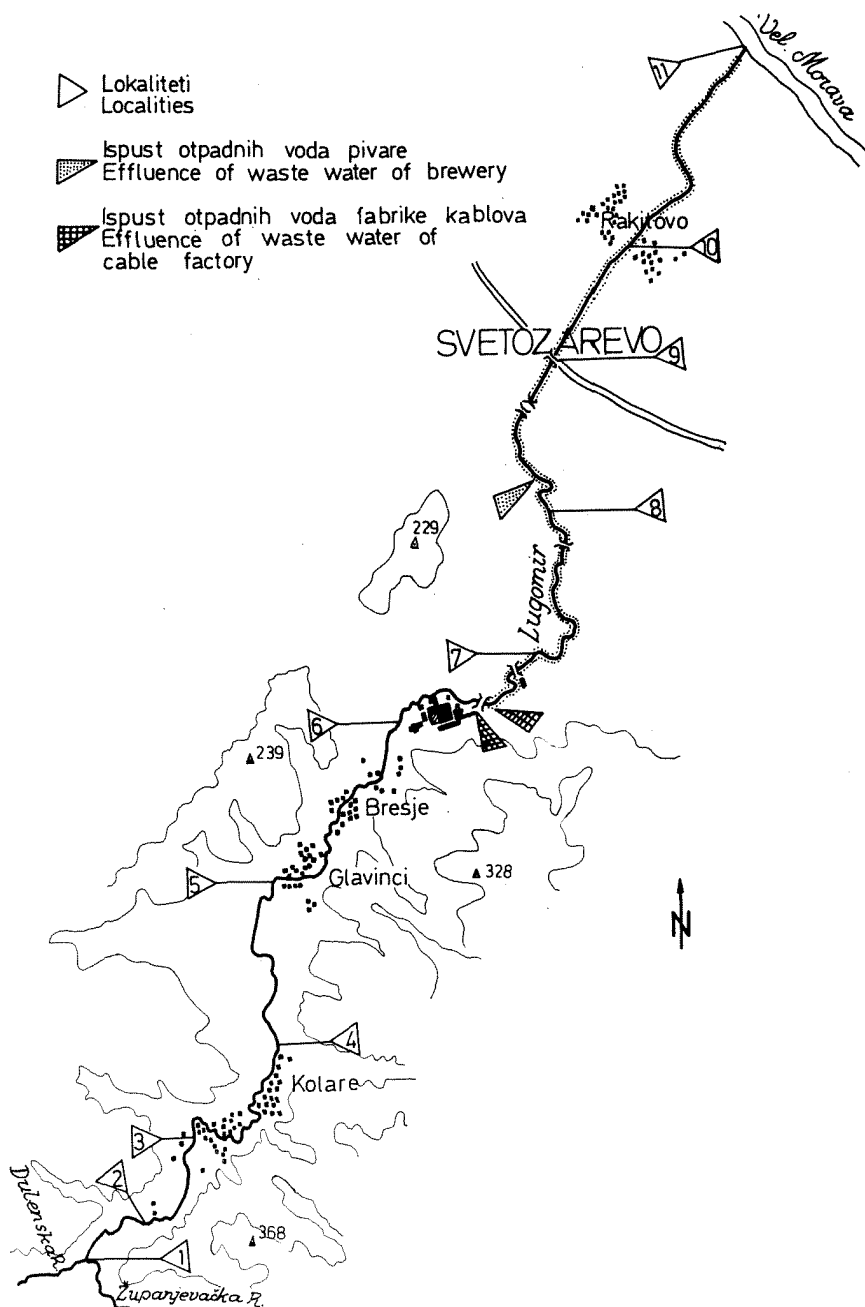 Vel. Morava
11
Lokaliteti
Localities
Ispust otpadnih voda pivare
Effluence of waste water of brewery
Ispust otpadnih voda fabrike kablova
Effluence of waste water of
cable factory
Rakitovo
10
SVETOZAREVO
9
8
229
Lugomir
7
6
239
Bresje
328
Glavinci
5
N
4
Kolare
3
2
Dulenska R.
368
1
Županjevačka R.